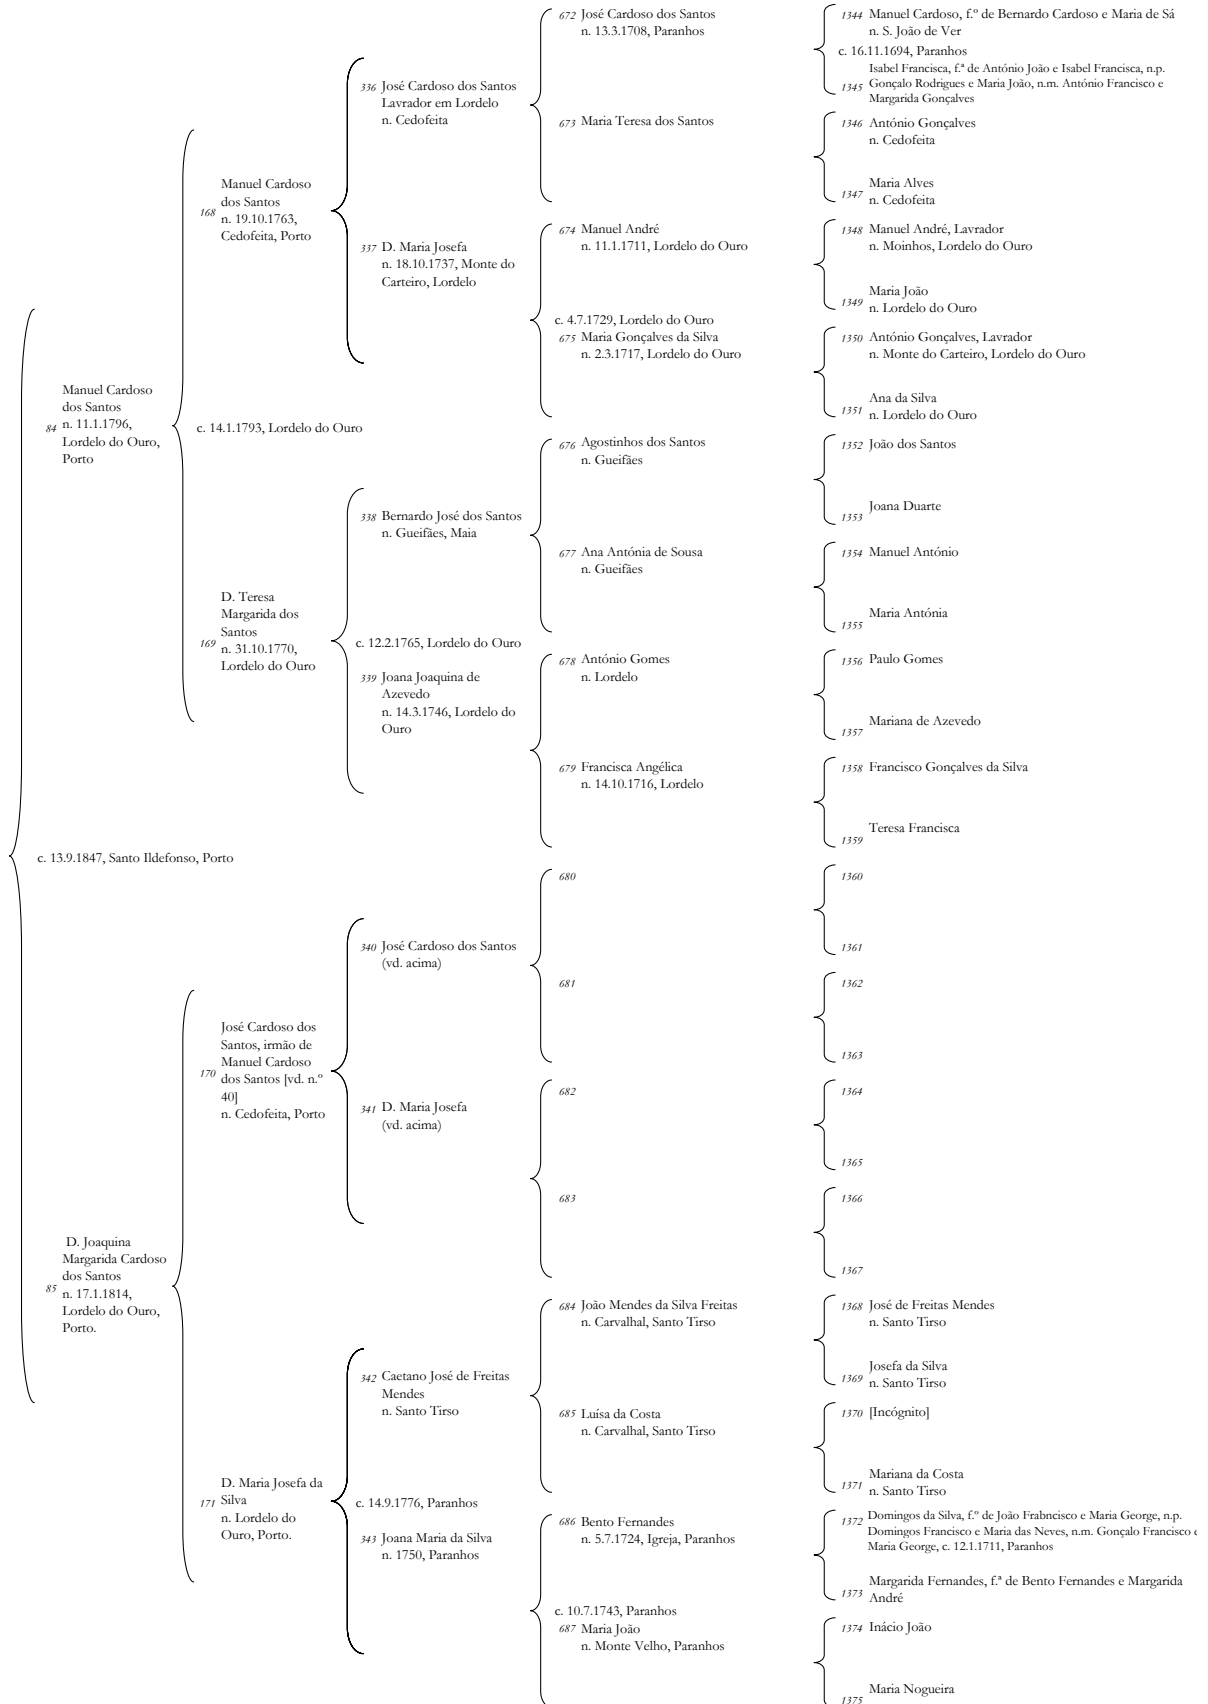 84 Manuel Cardoso
dos Santos
n. 11.1.1796,
Lordelo do Ouro,
Porto
c. 13.9.1847, Santo Ildefonso, Porto
D. Joaquina
Margarida Cardoso
dos Santos
85 n. 17.1.1814,
Lordelo do Ouro,
Porto.
Manuel Cardoso
dos Santos
168 n. 19.10.1763,
Cedofeita, Porto
c. 14.1.1793, Lordelo do Ouro
D. Teresa
Margarida dos
169 Santos
n. 31.10.1770,
Lordelo do Ouro
José Cardoso dos
Santos, irmão de
Manuel Cardoso
170 dos Santos [vd. n.º
40]
n. Cedofeita, Porto
D. Maria Josefa da
171 Silva
n. Lordelo do
Ouro, Porto.
336 José Cardoso dos Santos
Lavrador em Lordelo
n. Cedofeita
337 D. Maria Josefa
n. 18.10.1737, Monte do
Carteiro, Lordelo
338 Bernardo José dos Santos
n. Gueifães, Maia
c. 12.2.1765, Lordelo do Ouro
339 Joana Joaquina de
Azevedo
n. 14.3.1746, Lordelo do
Ouro
340 José Cardoso dos Santos
(vd. acima)
341 D. Maria Josefa
(vd. acima)
342 Caetano José de Freitas
Mendes
n. Santo Tirso
c. 14.9.1776, Paranhos
343 Joana Maria da Silva
n. 1750, Paranhos
672 José Cardoso dos Santos
n. 13.3.1708, Paranhos
673 Maria Teresa dos Santos
674 Manuel André
n. 11.1.1711, Lordelo do Ouro
c. 4.7.1729, Lordelo do Ouro
675 Maria Gonçalves da Silva
n. 2.3.1717, Lordelo do Ouro
676 Agostinhos dos Santos
n. Gueifães
677 Ana Antónia de Sousa
n. Gueifães
678 António Gomes
n. Lordelo
679 Francisca Angélica
n. 14.10.1716, Lordelo
680
681
682
683
684 João Mendes da Silva Freitas
n. Carvalhal, Santo Tirso
685 Luísa da Costa
n. Carvalhal, Santo Tirso
686 Bento Fernandes
n. 5.7.1724, Igreja, Paranhos
c. 10.7.1743, Paranhos
687 Maria João
n. Monte Velho, Paranhos
1344 Manuel Cardoso, f.º de Bernardo Cardoso e Maria de Sá
n. S. João de Ver
c. 16.11.1694, Paranhos
Isabel Francisca, f.ª de António João e Isabel Francisca, n.p.
1345 Gonçalo Rodrigues e Maria João, n.m. António Francisco e
Margarida Gonçalves
1346 António Gonçalves
n. Cedofeita
Maria Alves
1347 n. Cedofeita
1348 Manuel André, Lavrador
n. Moinhos, Lordelo do Ouro
Maria João
1349 n. Lordelo do Ouro
1350 António Gonçalves, Lavrador
n. Monte do Carteiro, Lordelo do Ouro
Ana da Silva
1351 n. Lordelo do Ouro
1352 João dos Santos
Joana Duarte
1353
1354 Manuel António
Maria Antónia
1355
1356 Paulo Gomes
Mariana de Azevedo
1357
1358 Francisco Gonçalves da Silva
Teresa Francisca
1359
1360
1361
1362
1363
1364
1365
1366
1367
1368 José de Freitas Mendes
n. Santo Tirso
Josefa da Silva
1369 n. Santo Tirso
1370 [Incógnito]
Mariana da Costa
1371 n. Santo Tirso
1372 Domingos da Silva, f.º de João Frabncisco e Maria George, n.p.
Domingos Francisco e Maria das Neves, n.m. Gonçalo Francisco e
Maria George, c. 12.1.1711, Paranhos
Margarida Fernandes, f.ª de Bento Fernandes e Margarida
1373 André
1374 Inácio João
Maria Nogueira
1375